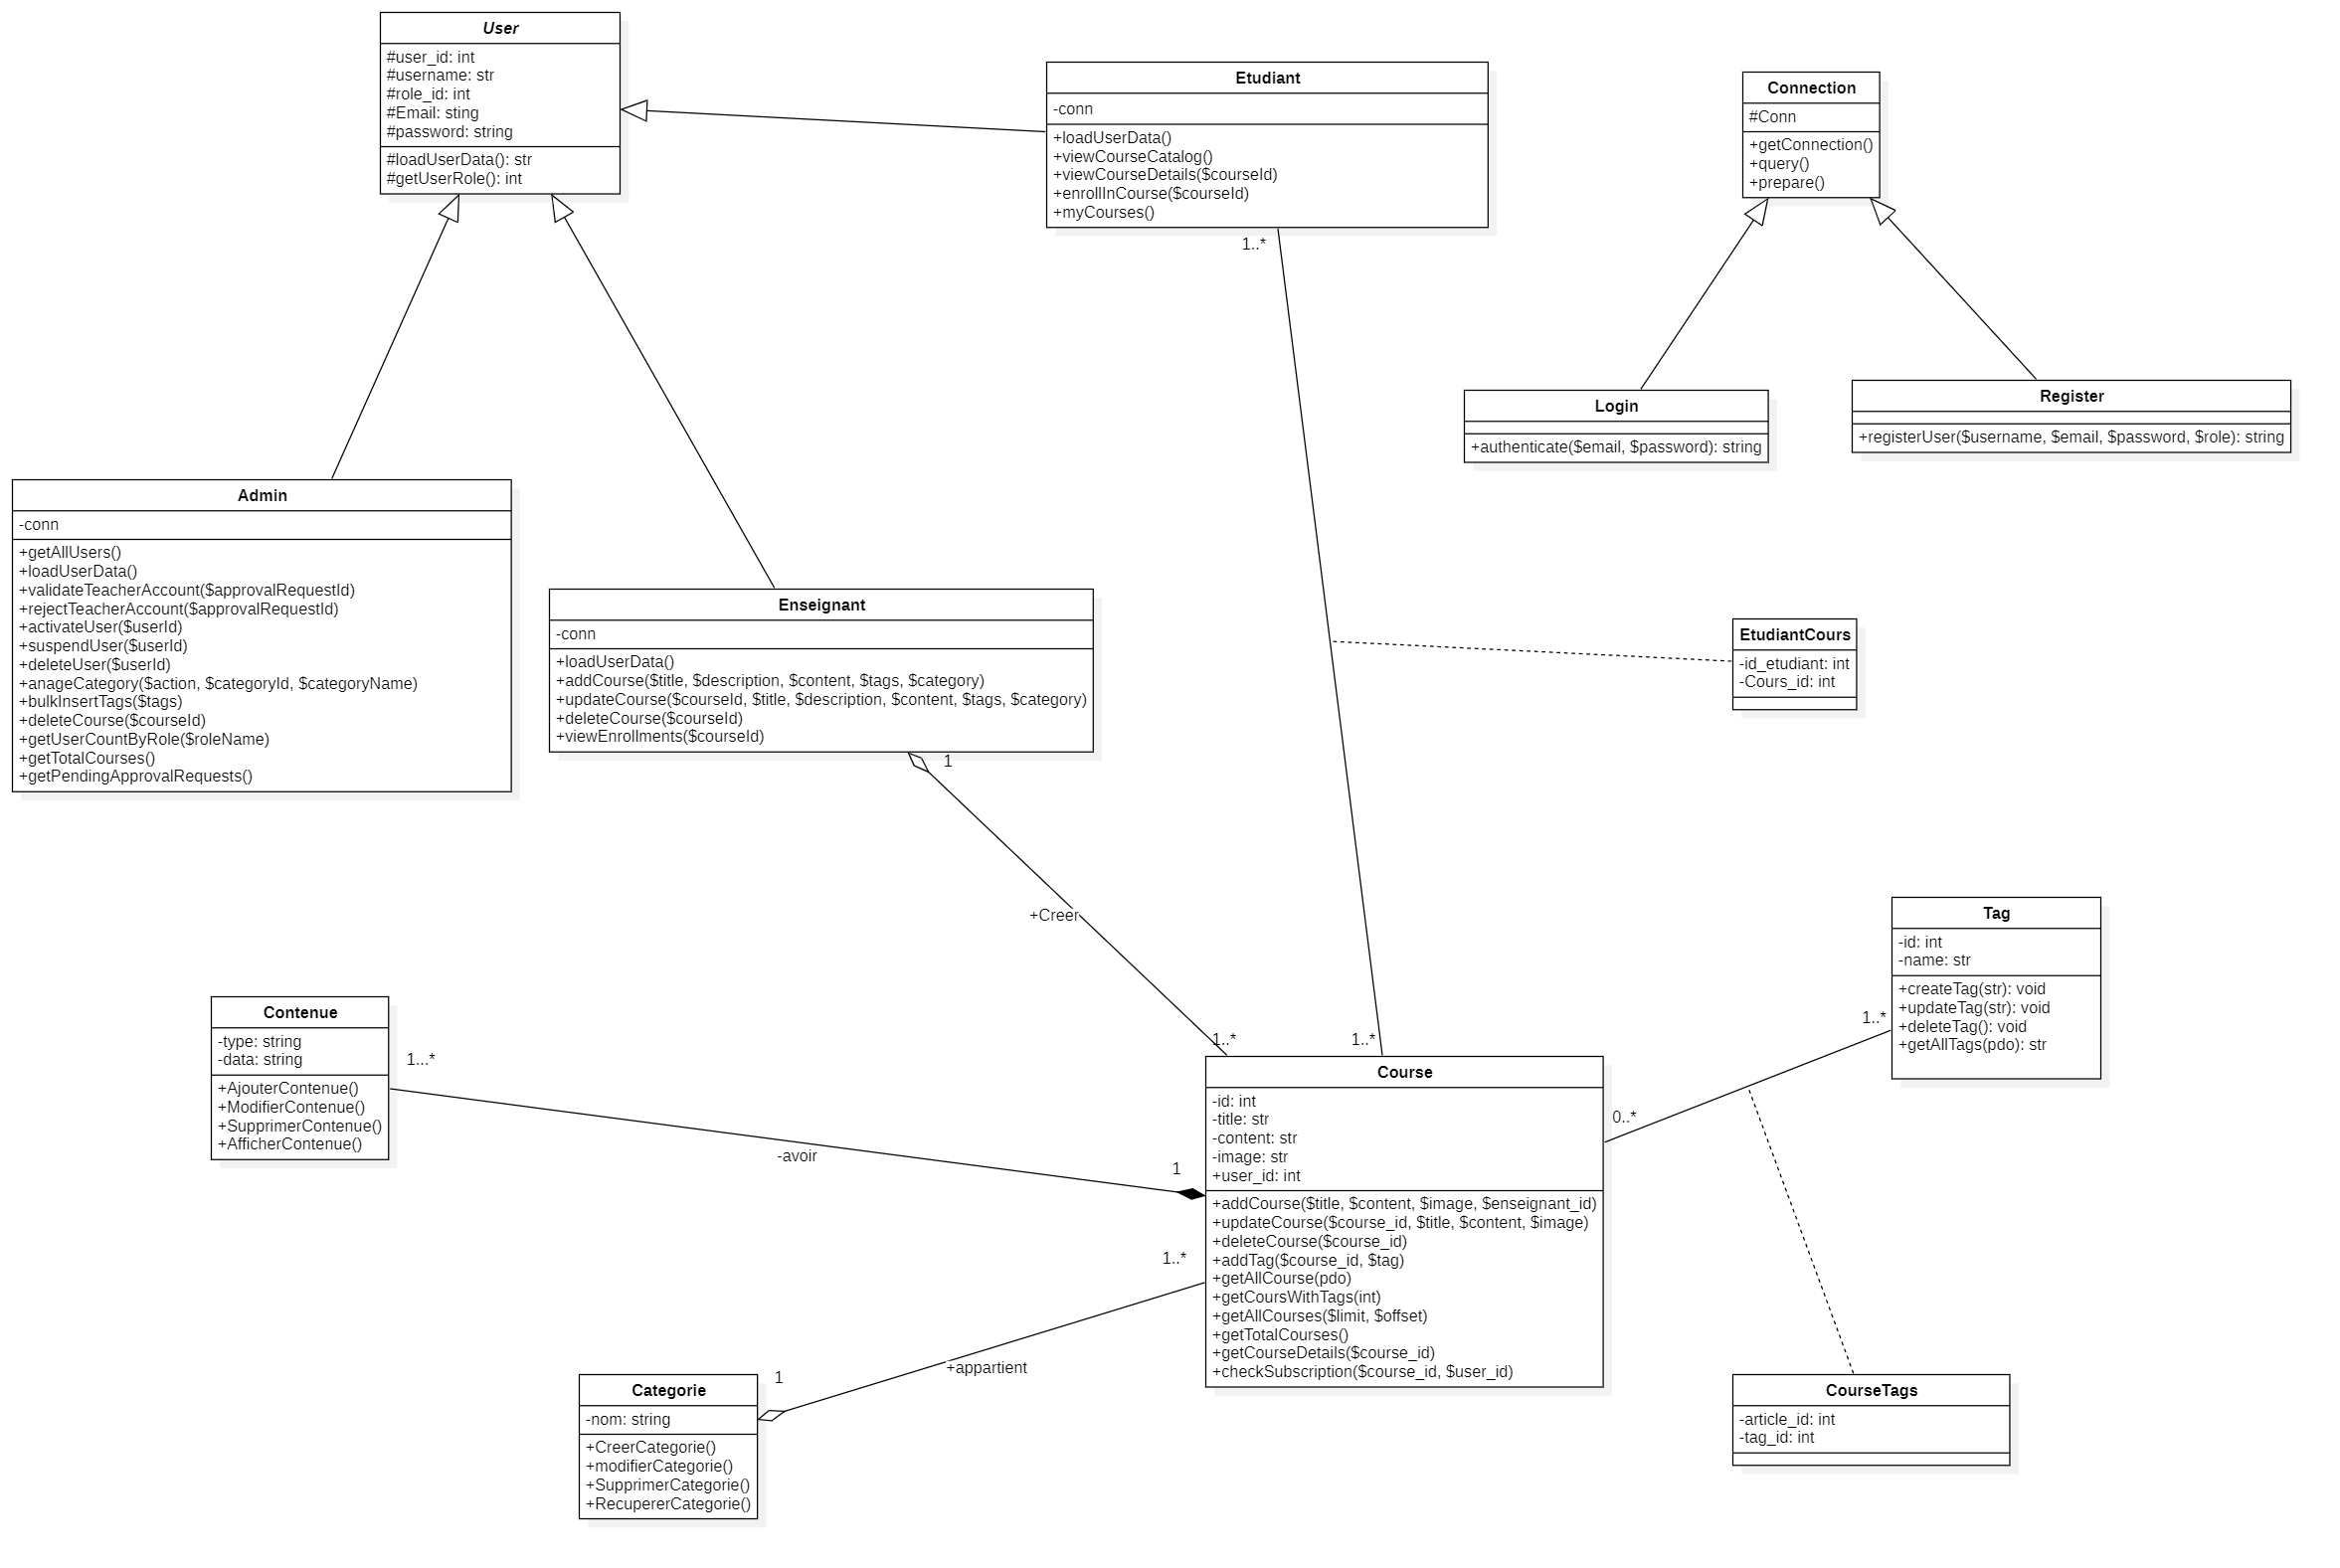 User
#user_id: int
#username: str
#role_id: int
#Email: sting
#password: string
#loadUserData(): str
#getUserRole(): int
Etudiant
-conn
+loadUserData()
+viewCourseCatalog()
+viewCourseDetails($courseId)
+enrollInCourse($courseId)
+myCourses()
1..*
Connection
#Conn
+getConnection()
+query()
+prepare()
Login
+authenticate($email, $password): string
Register
+registerUser($username, $email, $password, $role): string
Admin
-conn
+getAllUsers()
+loadUserData()
+validateTeacherAccount($approvalRequestId)
+rejectTeacherAccount($approvalRequestId)
+activateUser($userId)
+suspendUser($userId)
+deleteUser($userId)
+anageCategory($action, $categoryId, $categoryName)
+bulkInsertTags($tags)
+deleteCourse($courseId)
+getUserCountByRole($roleName)
+getTotalCourses()
+getPendingApprovalRequests()
Enseignant
-conn
+loadUserData()
+addCourse($title, $description, $content, $tags, $category)
+updateCourse($courseId, $title, $description, $content, $tags, $category)
+deleteCourse($courseId)
+viewEnrollments($courseId)
1
+Creer
1..*
1..*
EtudiantCours
-id_etudiant: int
-Cours_id: int
Tag
-id: int
-name: str
+createTag(str): void
+updateTag(str): void
+deleteTag(): void
+getAllTags(pdo): str
1..*
0..*
Contenue
-type: string
-data: string
+AjouterContenue()
+ModifierContenue()
+SupprimerContenue()
+AfficherContenue()
1...*
-avoir
1
Course
-id: int
-title: str
-content: str
-image: str
+user_id: int
+addCourse($title, $content, $image, $enseignant_id)
+updateCourse($course_id, $title, $content, $image)
+deleteCourse($course_id)
+addTag($course_id, $tag)
+getAllCourse(pdo)
+getCoursWithTags(int)
+getAllCourses($limit, $offset)
+getTotalCourses()
+getCourseDetails($course_id)
+checkSubscription($course_id, $user_id)
1..*
+appartient
1
Categorie
-nom: string
+CreerCategorie()
+modifierCategorie()
+SupprimerCategorie()
+RecupererCategorie()
CourseTags
-article_id: int
-tag_id: int